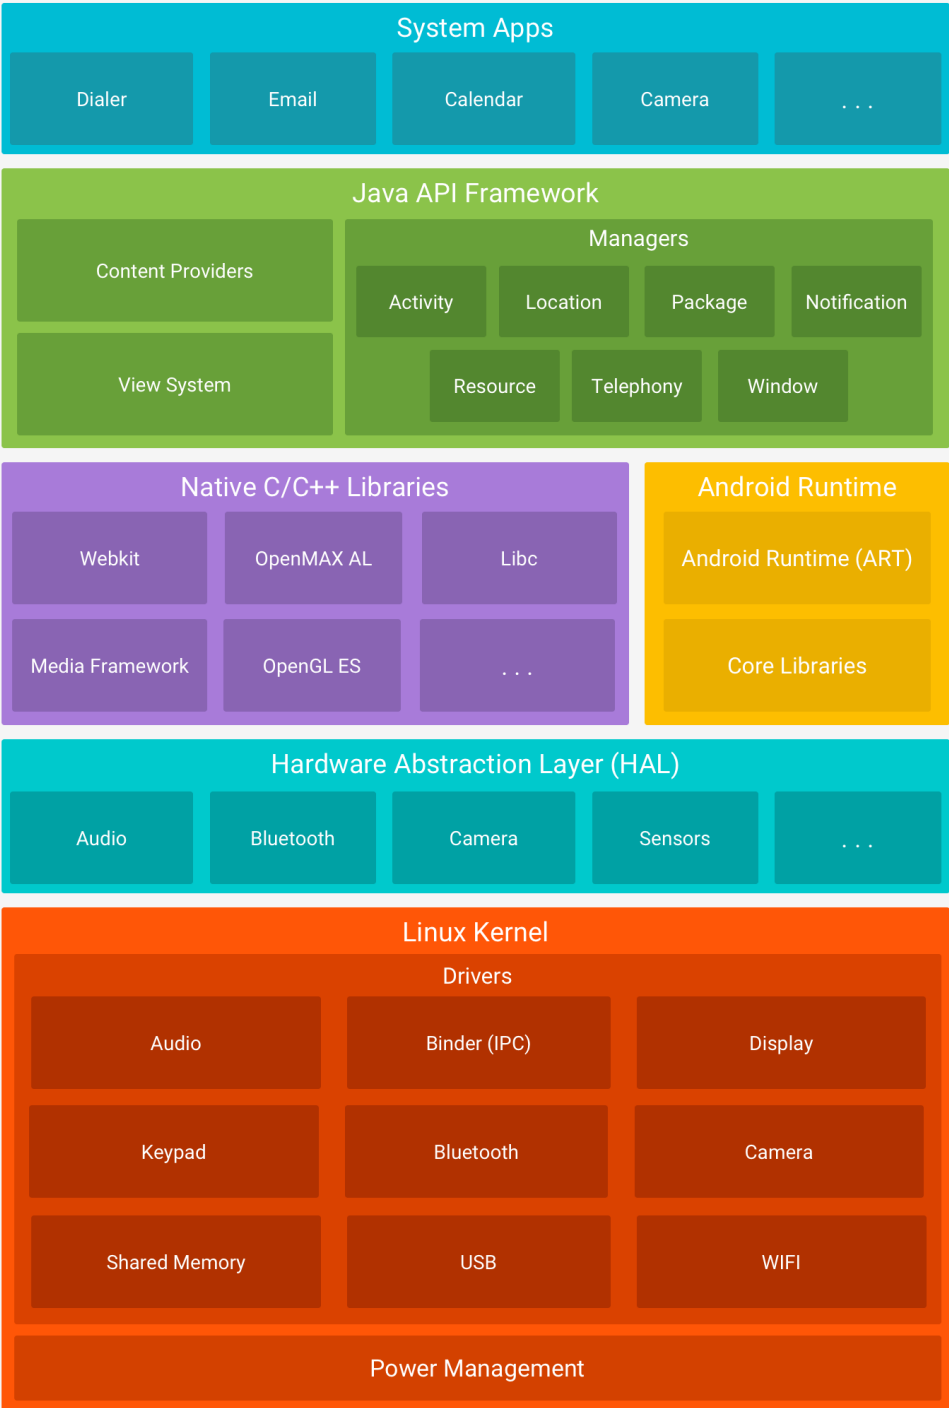 System Apps
Dialer
Email
Calendar
Camera
. . .
Java API Framework
Content Providers
View System
Managers
Activity
Location
Package
Notification
Resource
Telephony
Window
Native C/C++ Libraries
Webkit
OpenMAX AL
Libc
Media Framework
OpenGL ES
. . .
Android Runtime
Android Runtime (ART)
Core Libraries
Hardware Abstraction Layer (HAL)
Audio
Bluetooth
Camera
Sensors
. . .
Linux Kernel
Drivers
Audio
Binder (IPC)
Display
Keypad
Bluetooth
Camera
Shared Memory
USB
WIFI
Power Management